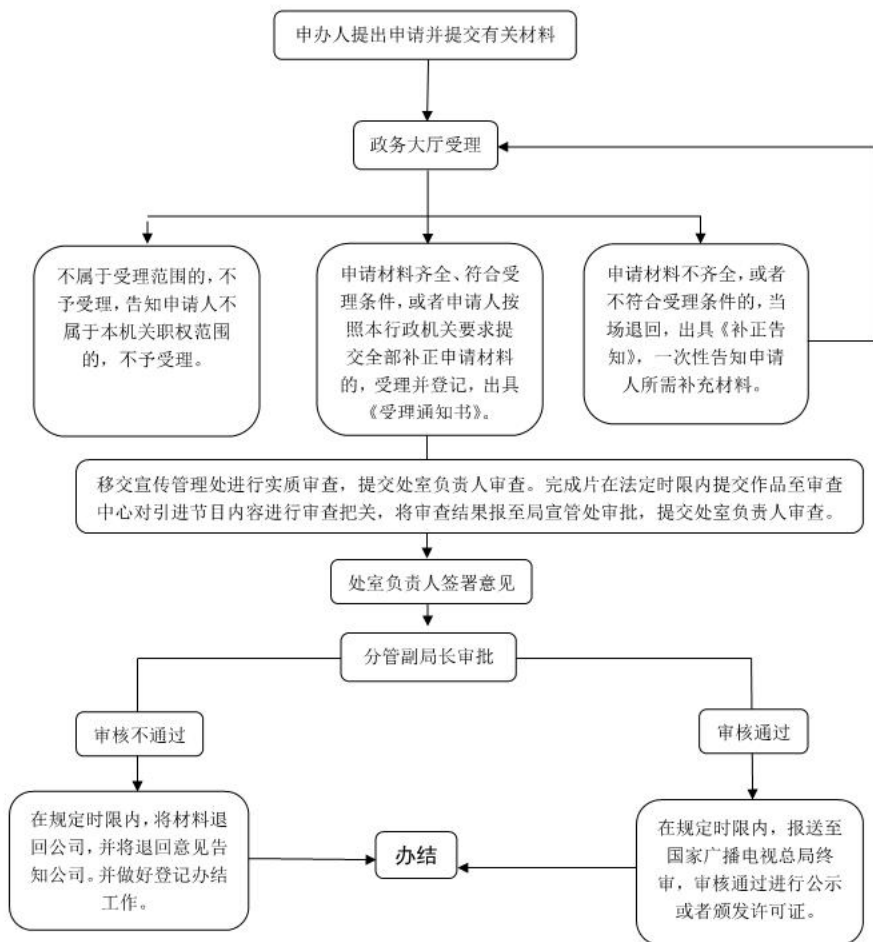 申办人提出申请并提交有关材料
政务大厅受理
不属于受理范围的，不
予受理，告知申请人不
属于本机关职权范围
的，不予受理。
申请材料齐全、符合受
理条件，或者申请人按
照本行政机关要求提
交全部补正申请材料
的，受理并登记，出具
《受理通知书》。
申请材料不齐全，或者
不符合受理条件的，当
场退回，出具《补正告
知》，一次性告知申请
人所需补充材料。
移交宣传管理处进行实质审查，提交处室负责人审查。完成片在法定时限内提交作品至审查
中心对引进节目内容进行审查把关，将审查结果报至局宣管处审批，提交处室负责人审查。
处室负责人签署意见
分管副局长审批
审核不通过
审核通过
在规定时限内，将材料退
回公司，并将退回意见告
知公司。并做好登记办结
工作。
办结
在规定时限内，报送至
国家广播电视总局终
审，审核通过进行公示
或者颁发许可证。